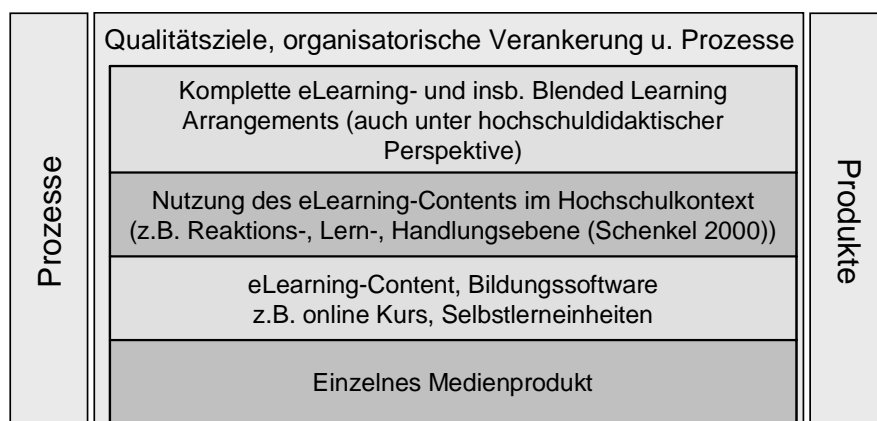 Prozesse
Qualitätsziele, organisatorische Verankerung u. Prozesse
Komplette eLearning- und insb. Blended Learning
Arrangements (auch unter hochschuldidaktischer
Perspektive)
Nutzung des eLearning-Contents im Hochschulkontext
(z.B. Reaktions-, Lern-, Handlungsebene (Schenkel 2000))
eLearning-Content, Bildungssoftware
z.B. online Kurs, Selbstlerneinheiten
Einzelnes Medienprodukt
Produkte